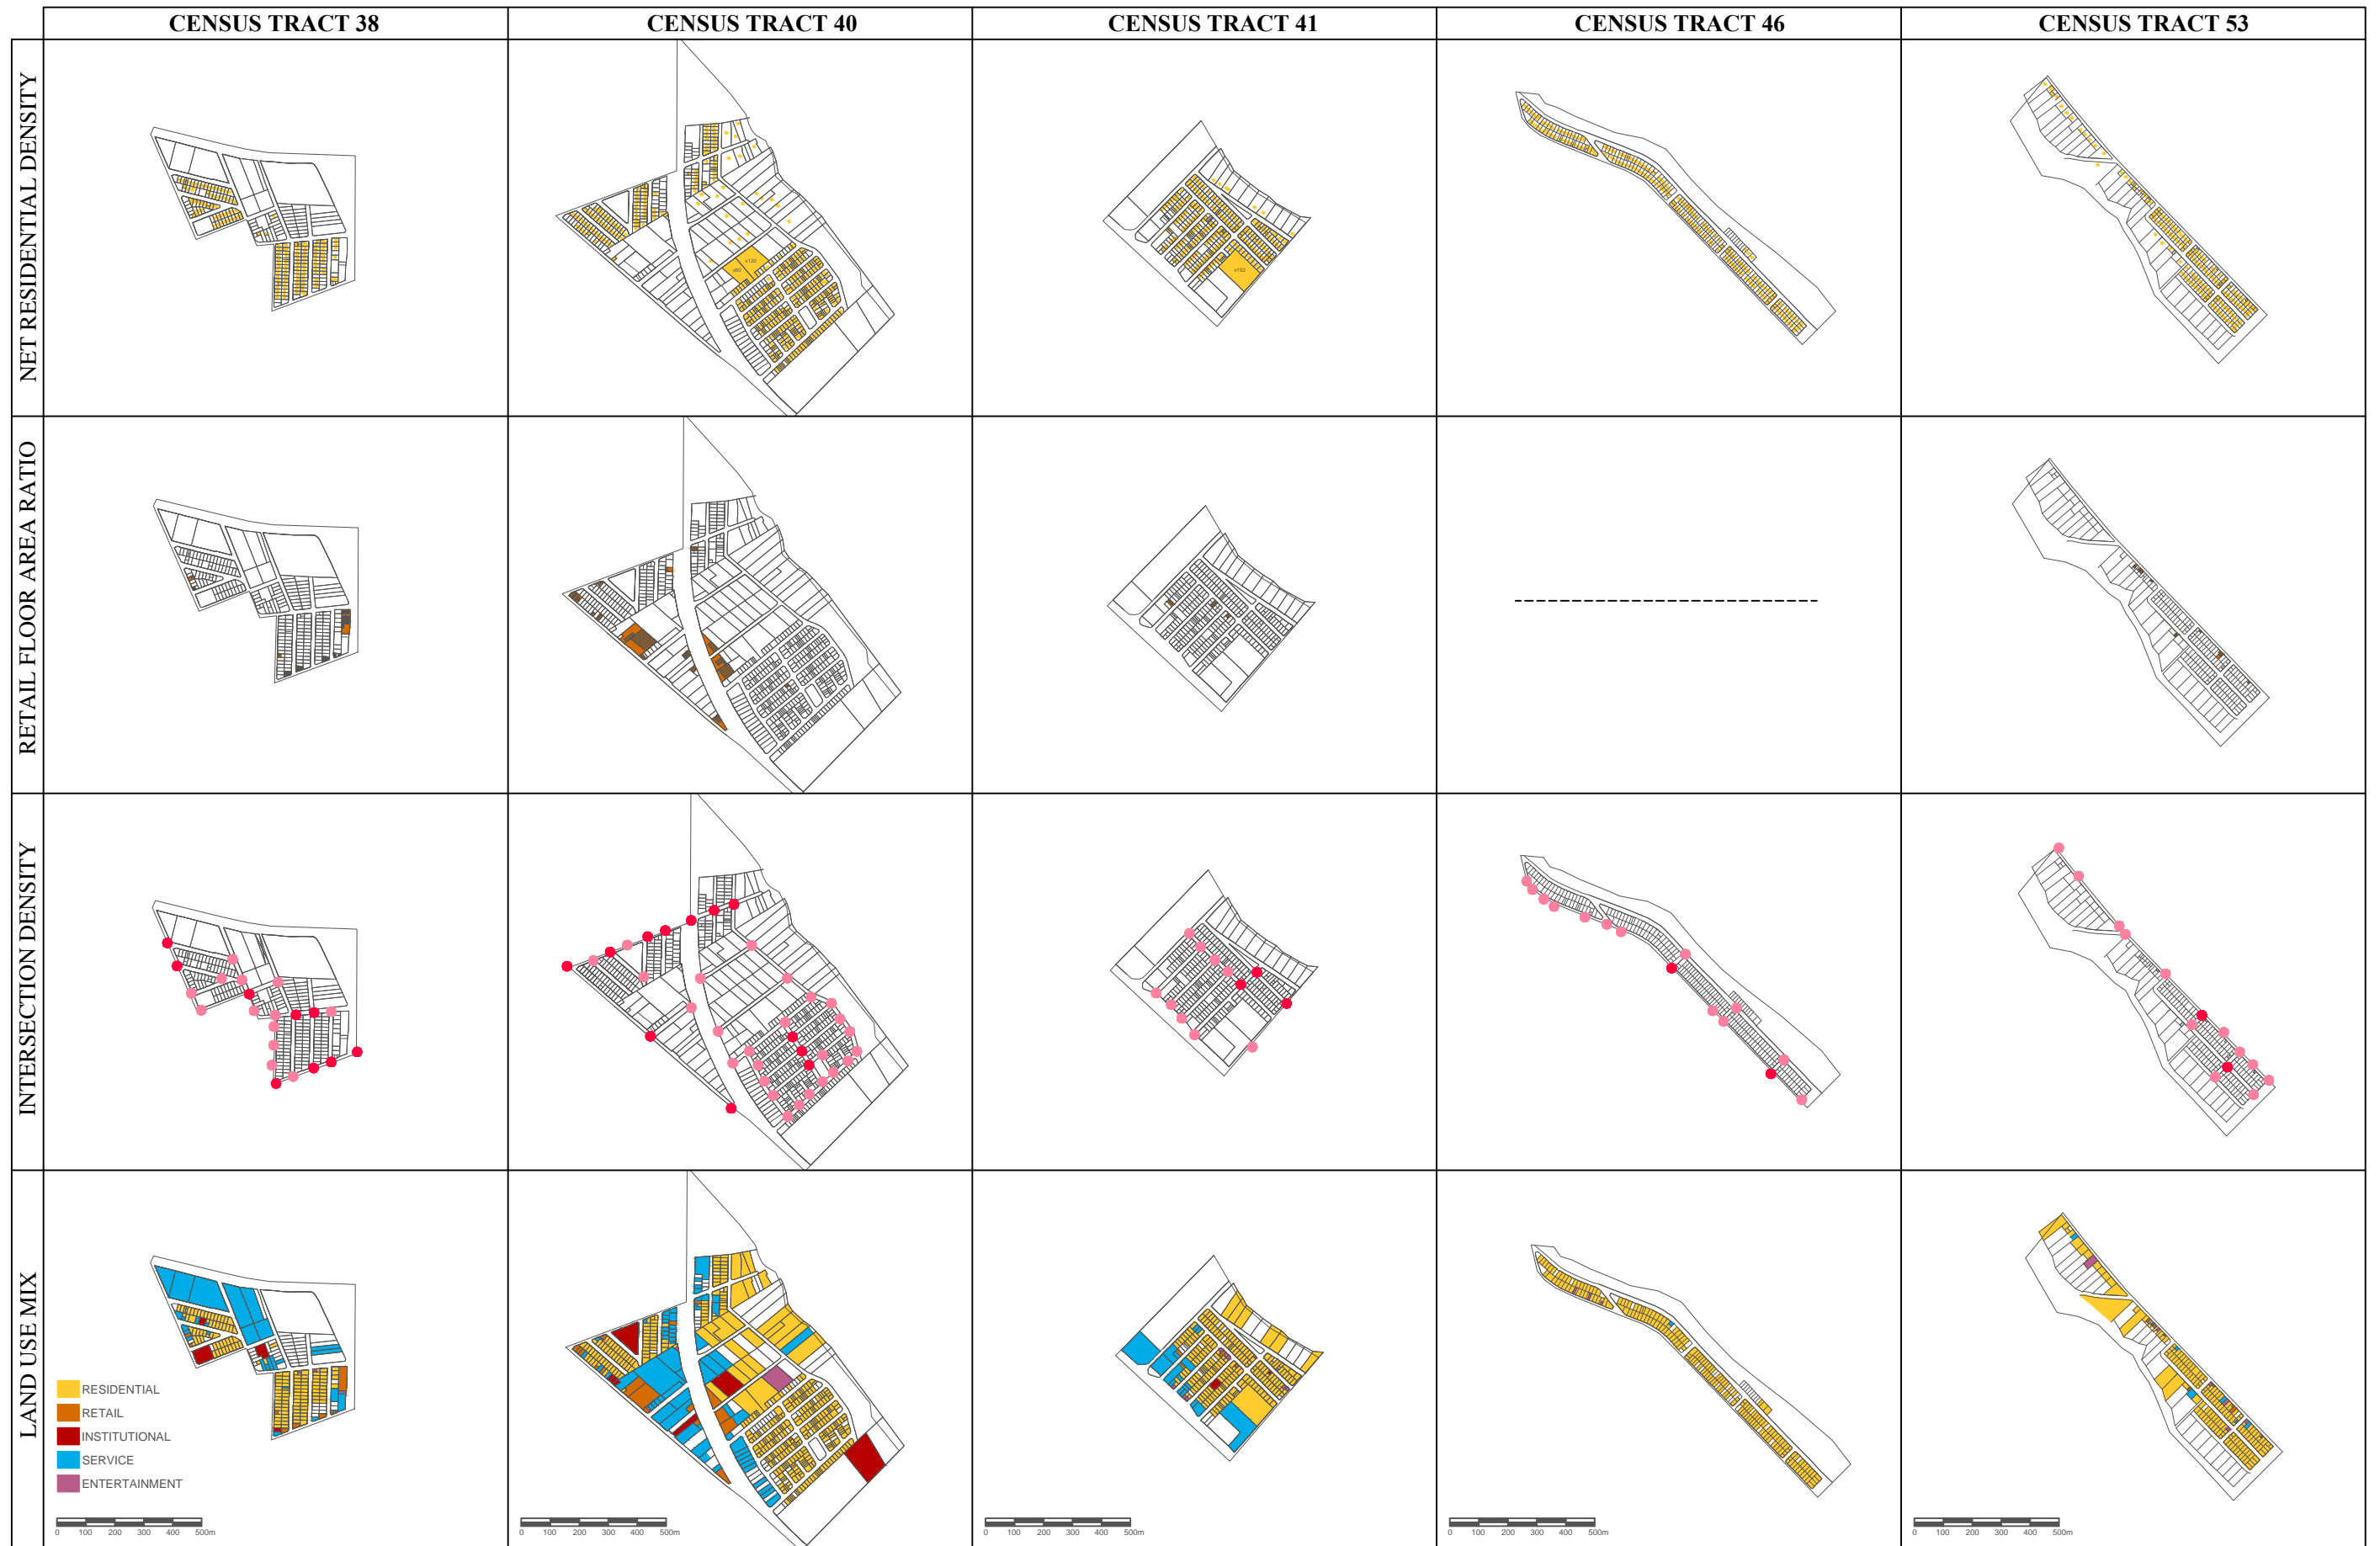 CENSUS TRACT 38
CENSUS TRACT 40
CENSUS TRACT 41
CENSUS TRACT 46
CENSUS TRACT 53
NET RESIDENTIAL DENSITY
x120
x80
x162
RETAIL FLOOR AREA RATIO
INTERSECTION DENSITY
LAND USE MIX
RESIDENTIAL
RETAIL
INSTITUTIONAL
SERVICE
ENTERTAINMENT
0 100 200 300 400 500m
0 100 200 300 400 500m
0 100 200 300 400 500m
0 100 200 300 400 500m
0 100 200 300 400 500m